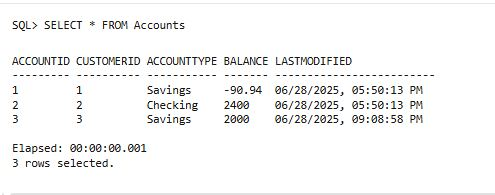 SQL> SELECT * FROM Accounts
ACCOUNTID CUSTOMERID ACCOUNTTYPE BALANCE LASTMODIFIED
--------- ---------- ----------- ------- ------------------------
1 1 Savings -90.94 06/28/2025, 05:50:13 PM
2 2 Checking 2400 06/28/2025, 05:50:13 PM
3 3 Savings 2000 06/28/2025, 09:08:58 PM
Elapsed: 00:00:00.001
3 rows selected.